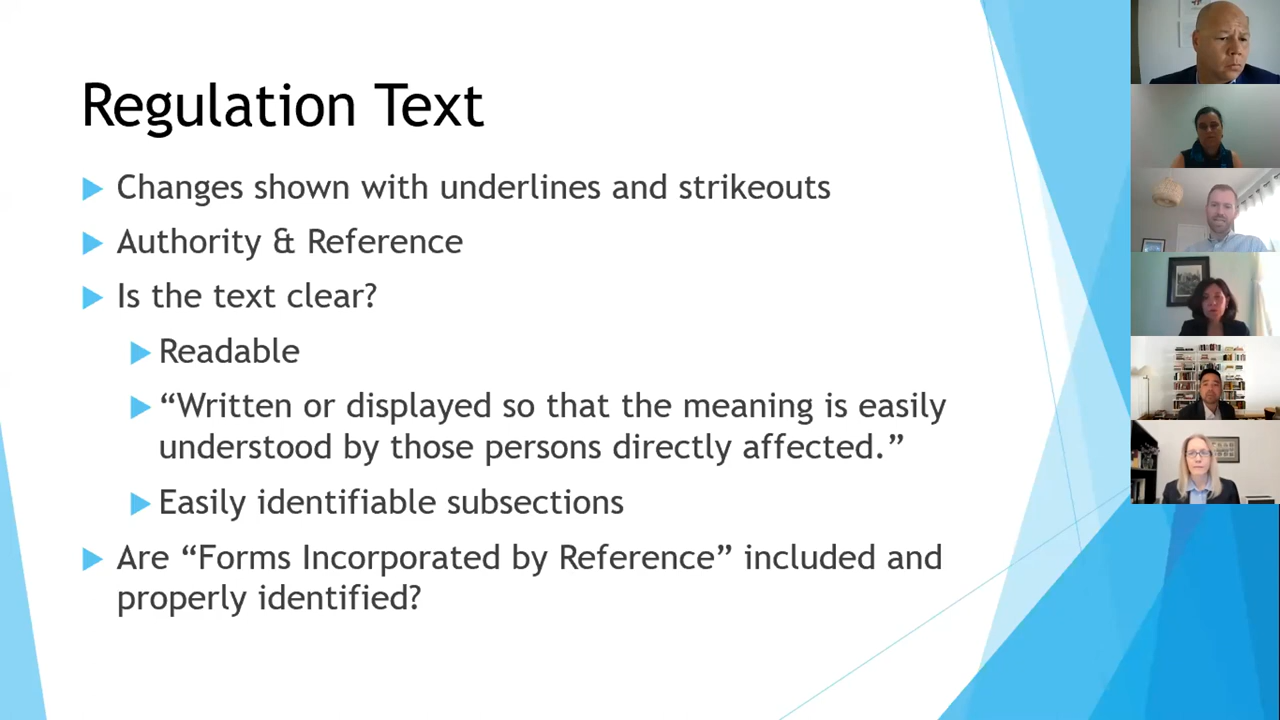 Regulation Text
Changes shown with underlines and strikeouts
Authority & Reference
Is the text clear?
Readable
“Written or displayed so that the meaning is easily
understood by those persons directly affected.”
Easily identifiable subsections
Are “Forms Incorporated by Reference” included and
properly identified?